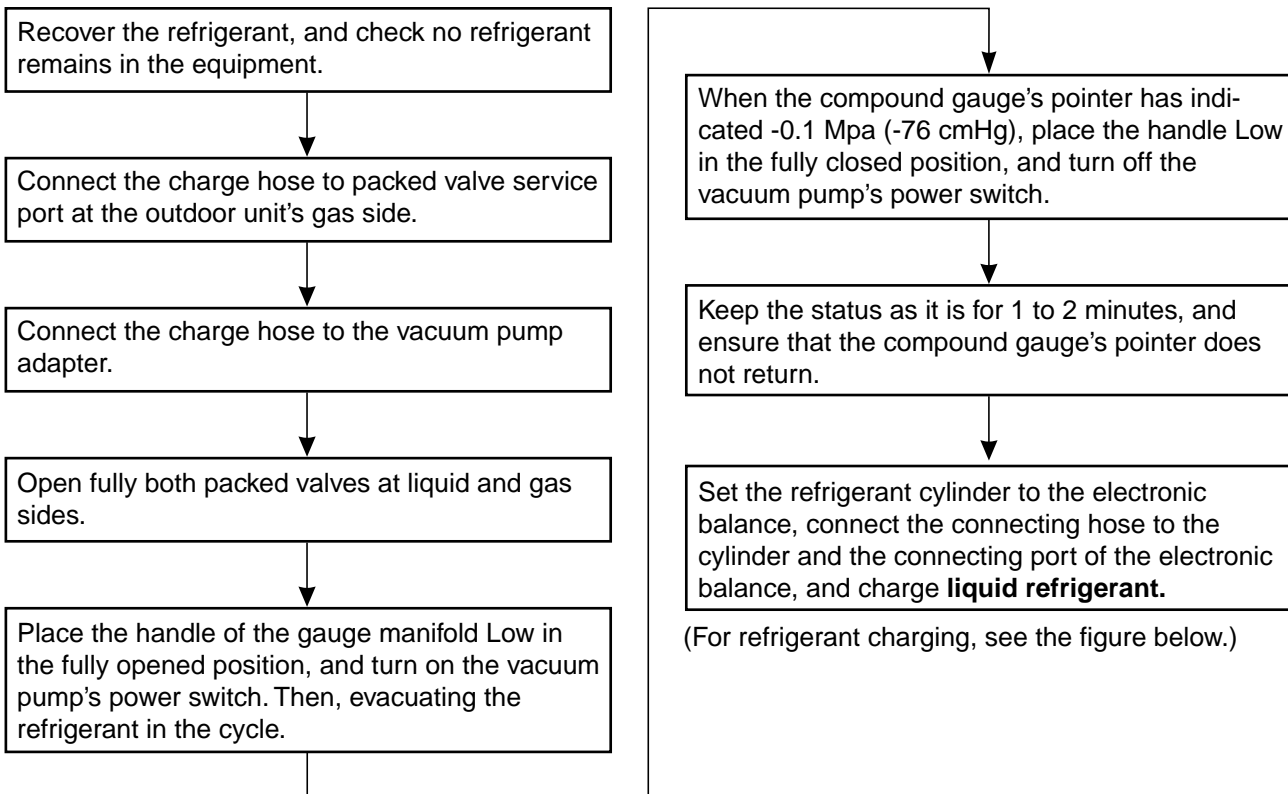 Recover the refrigerant, and check no refrigerant
remains in the equipment.
Connect the charge hose to packed valve service
port at the outdoor unit's gas side.
Connect the charge hose to the vacuum pump
adapter.
Open fully both packed valves at liquid and gas
sides.
Place the handle of the gauge manifold Low in
the fully opened position, and turn on the vacuum
pump's power switch. Then, evacuating the
refrigerant in the cycle.
When the compound gauge's pointer has indi-
cated -0.1 Mpa (-76 cmHg), place the handle Low
in the fully closed position, and turn off the
vacuum pump's power switch.
Keep the status as it is for 1 to 2 minutes, and
ensure that the compound gauge's pointer does
not return.
Set the refrigerant cylinder to the electronic
balance, connect the connecting hose to the
cylinder and the connecting port of the electronic
balance, and charge liquid refrigerant.
(For refrigerant charging, see the figure below.)